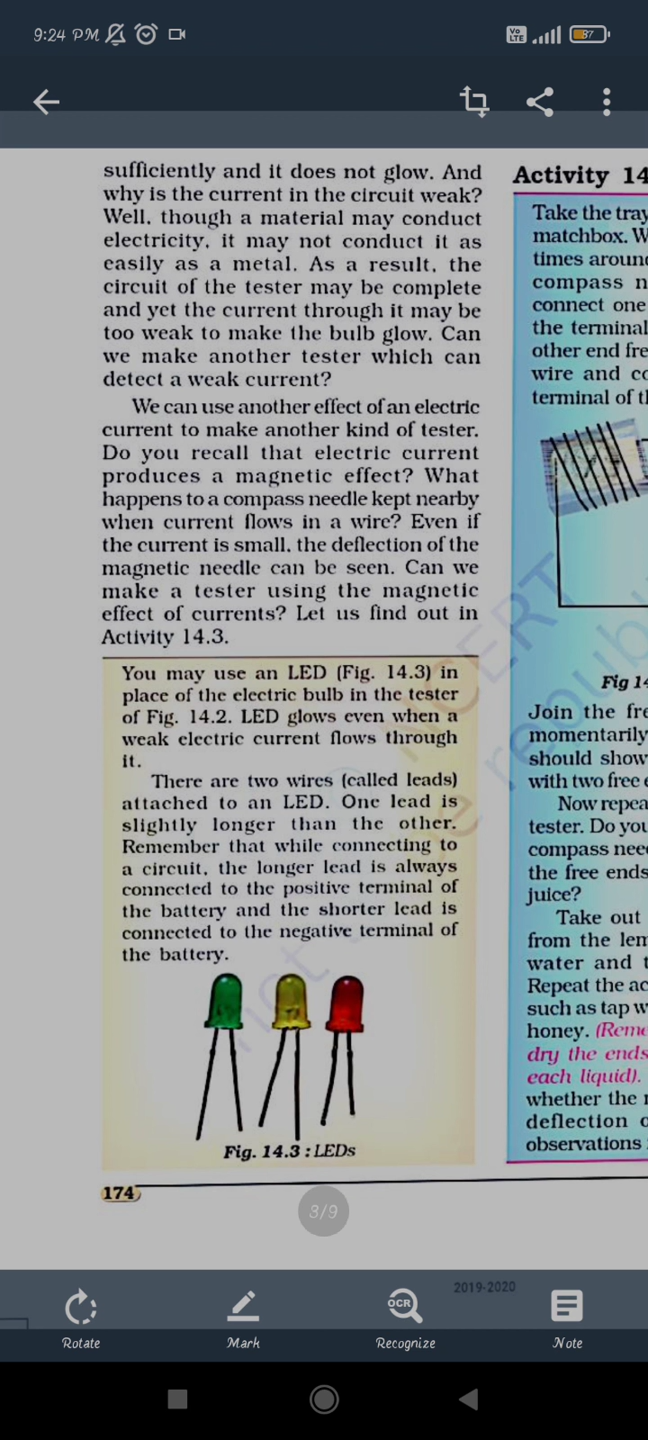 9:24 PM
Vo
LTE
37
sufficiently and it does not glow. And
why is the current in the circuit weak?
Well, though a material may conduct
electricity, it may not conduct it as
easily as a metal. As a result, the
circuit of the tester may be complete
and yet the current through it may be
too weak to make the bulb glow. Can
we make another tester which can
detect a weak current?
We can use another effect of an electric
current to make another kind of tester.
Do you recall that electric current
produces a magnetic effect? What
happens to a compass needle kept nearby
when current flows in a wire? Even if
the current is small, the deflection of the
magnetic needle can be seen. Can we
make a tester using the magnetic
effect of currents? Let us find out in
Activity 14.3.
You may use an LED (Fig. 14.3) in
place of the electric bulb in the tester
of Fig. 14.2. LED glows even when a
weak electric current flows through
it.
There are two wires (called leads)
attached to an LED. One lead is
slightly longer than the other.
Remember that while connecting to
a circuit, the longer lead is always
connected to the positive terminal of
the battery and the shorter lead is
connected to the negative terminal of
the battery.
Fig. 14.3 : LEDs
174
Activity 14
Take the tray
matchbox. W
times around
compass n
connect one
the terminal
other end fre
wire and co
terminal of th
Fig 14
Join the fre
momentarily
should show
with two free e
Now repea
tester. Do you
compass need
the free ends
juice?
Take out
from the lem
water and t
Repeat the ac
such as tap w
honey. (Reme
dry the ends
each liquid).
whether the m
deflection o
observations
3/9
2019-2020
Rotate
Mark
OCR
Recognize
Note